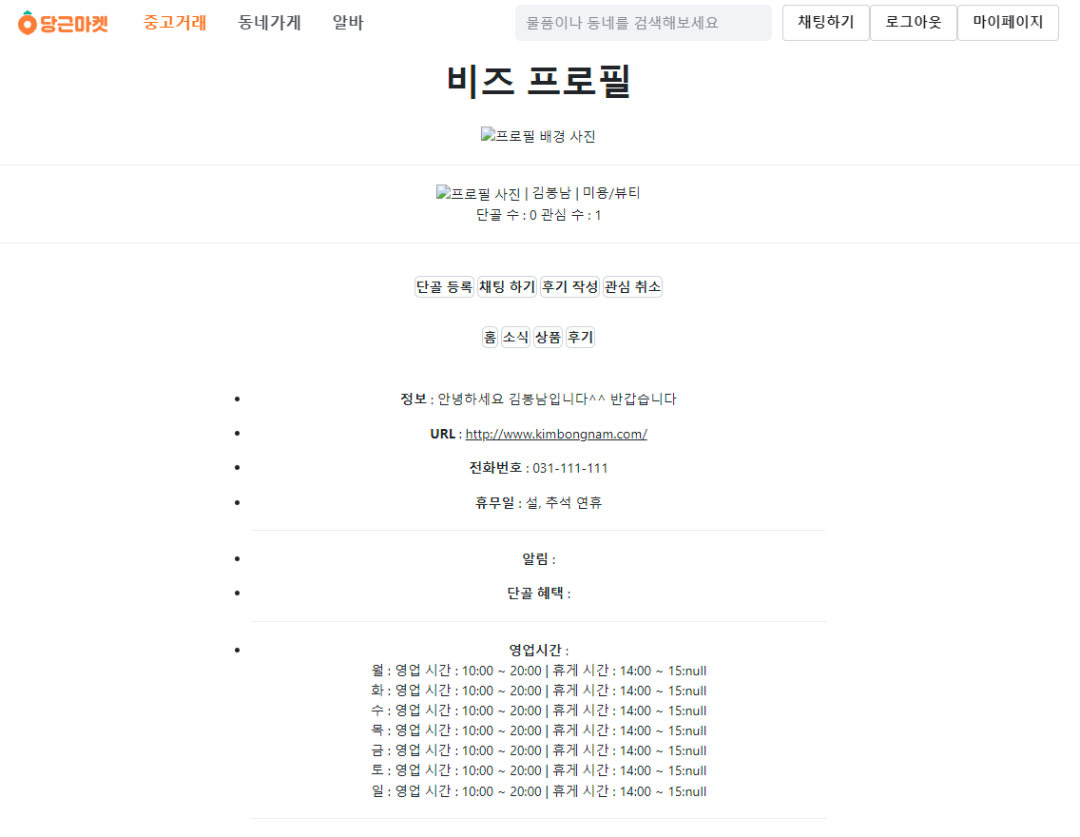 당근마켓 중고거래 동네가게 알바 물품이나 동네를 검색해보세요 채팅하기 로그아웃 마이페이지
비즈 프로필
프로필 배경 사진
프로필 사진 | 김봉남 | 미용/뷰티
단골 수 : 0 관심 수 : 1
단골 등록 채팅 하기 후기 작성 관심 취소
홈 소식 상품 후기
정보 : 안녕하세요 김봉남입니다^^ 반갑습니다
URL : http://www.kimbongnam.com/
전화번호 : 031-111-111
휴무일 : 설, 추석 연휴
알림 :
단골 혜택 :
영업시간 :
월 : 영업 시간 : 10:00 ~ 20:00 | 휴게 시간 : 14:00 ~ 15:null
화 : 영업 시간 : 10:00 ~ 20:00 | 휴게 시간 : 14:00 ~ 15:null
수 : 영업 시간 : 10:00 ~ 20:00 | 휴게 시간 : 14:00 ~ 15:null
목 : 영업 시간 : 10:00 ~ 20:00 | 휴게 시간 : 14:00 ~ 15:null
금 : 영업 시간 : 10:00 ~ 20:00 | 휴게 시간 : 14:00 ~ 15:null
토 : 영업 시간 : 10:00 ~ 20:00 | 휴게 시간 : 14:00 ~ 15:null
일 : 영업 시간 : 10:00 ~ 20:00 | 휴게 시간 : 14:00 ~ 15:null